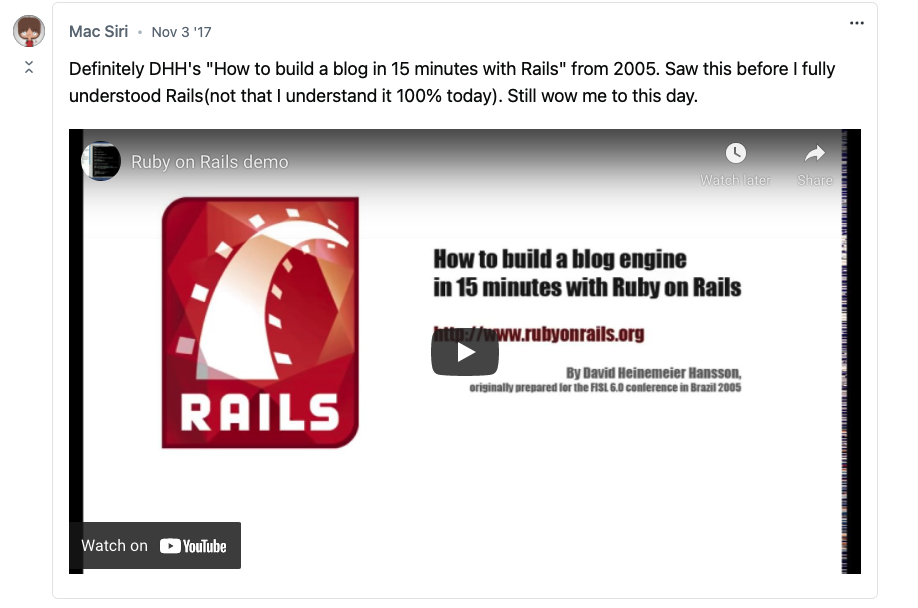 Mac Siri • Nov 3 '17
Definitely DHH's "How to build a blog in 15 minutes with Rails" from 2005. Saw this before I fully
understood Rails(not that I understand it 100% today). Still wow me to this day.
Ruby on Rails demo
Watch later
Share
RAILS
How to build a blog engine
in 15 minutes with Ruby on Rails
http://www.rubyonrails.org
By David Heinemeier Hansson,
originally prepared for the FISL 6.0 conference in Brazil 2005
Watch on YouTube